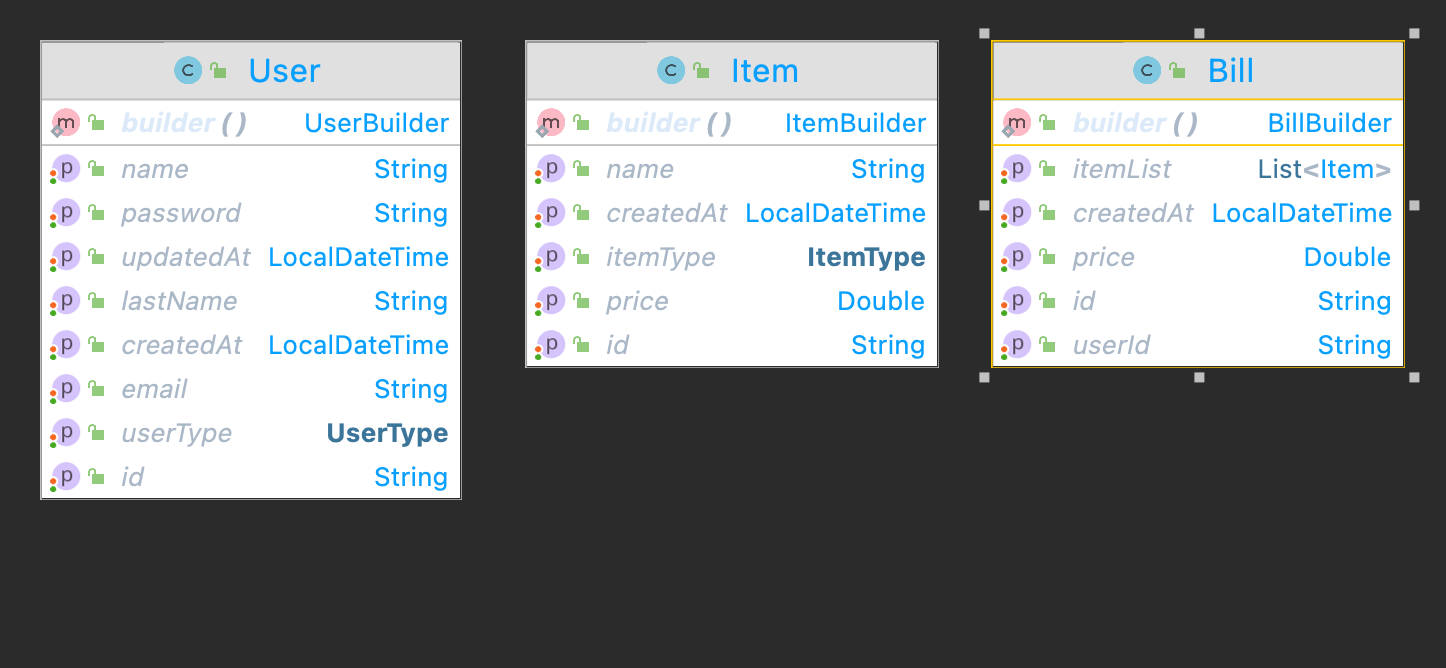 C User
m builder() UserBuilder
p name String
p password String
p updatedAt LocalDateTime
p lastName String
p createdAt LocalDateTime
p email String
p userType UserType
p id String
C Item
m builder() ItemBuilder
p name String
p createdAt LocalDateTime
p itemType ItemType
p price Double
p id String
C Bill
m builder() BillBuilder
p itemList List<Item>
p createdAt LocalDateTime
p price Double
p id String
p userId String